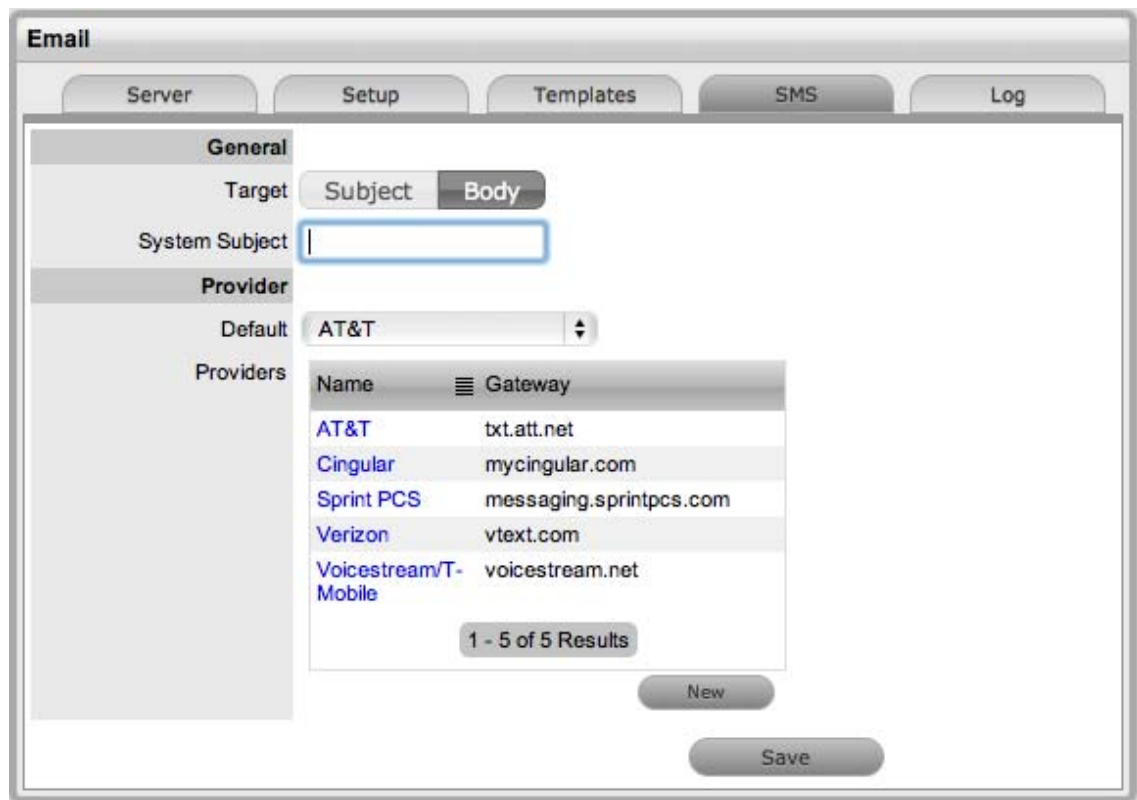 Email
Server Setup Templates SMS Log
General
Target Subject Body
System Subject
Provider
Default AT&T
Providers
Name Gateway
AT&T txt.att.net
Cingular mycingular.com
Sprint PCS messaging.sprintpcs.com
Verizon vtext.com
Voicestream/T- voicestream.net
Mobile
1 - 5 of 5 Results
New
Save